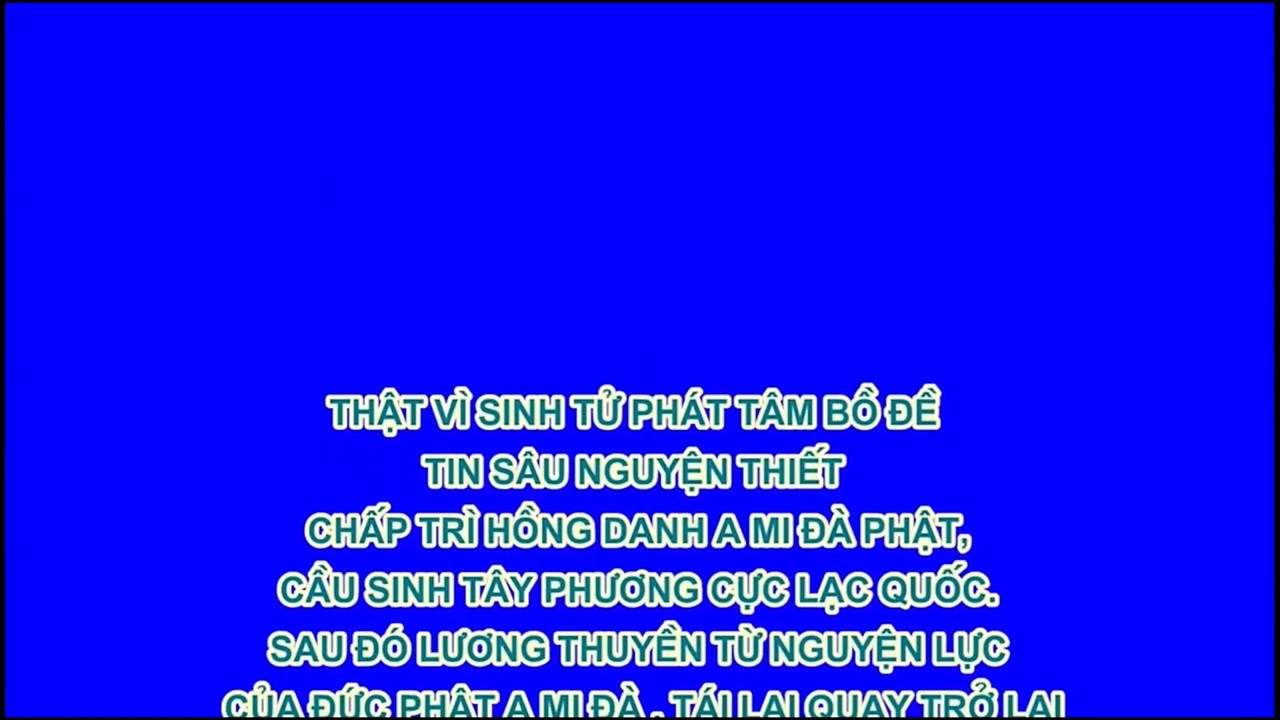 THẬT VÌ SINH TỬ PHÁT TÂM BỒ ĐỀ
TIN SÂU NGUYỆN THIẾT
CHẤP TRÌ HỒNG DANH A MI ĐÀ PHẬT,
CẦU SINH TÂY PHƯƠNG CỰC LẠC QUỐC.
SAU ĐÓ LƯƠNG THUYỀN TỪ NGUYỆN LỰC
CỦA ĐỨC PHẬT A MI ĐÀ , TÁI LẠI QUAY TRỞ LẠI